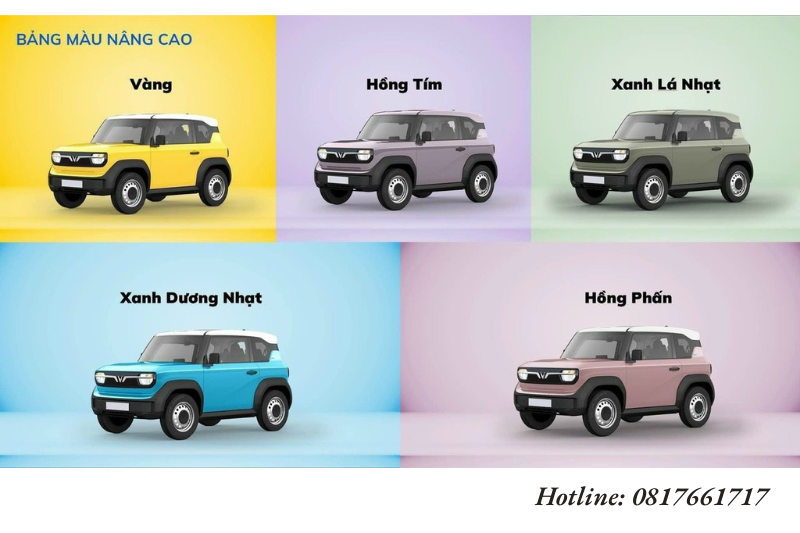 BẢNG MÀU NÂNG CAO
Vàng
Hồng Tím
Xanh Lá Nhạt
Xanh Dương Nhạt
Hồng Phấn
Hotline: 0817661717